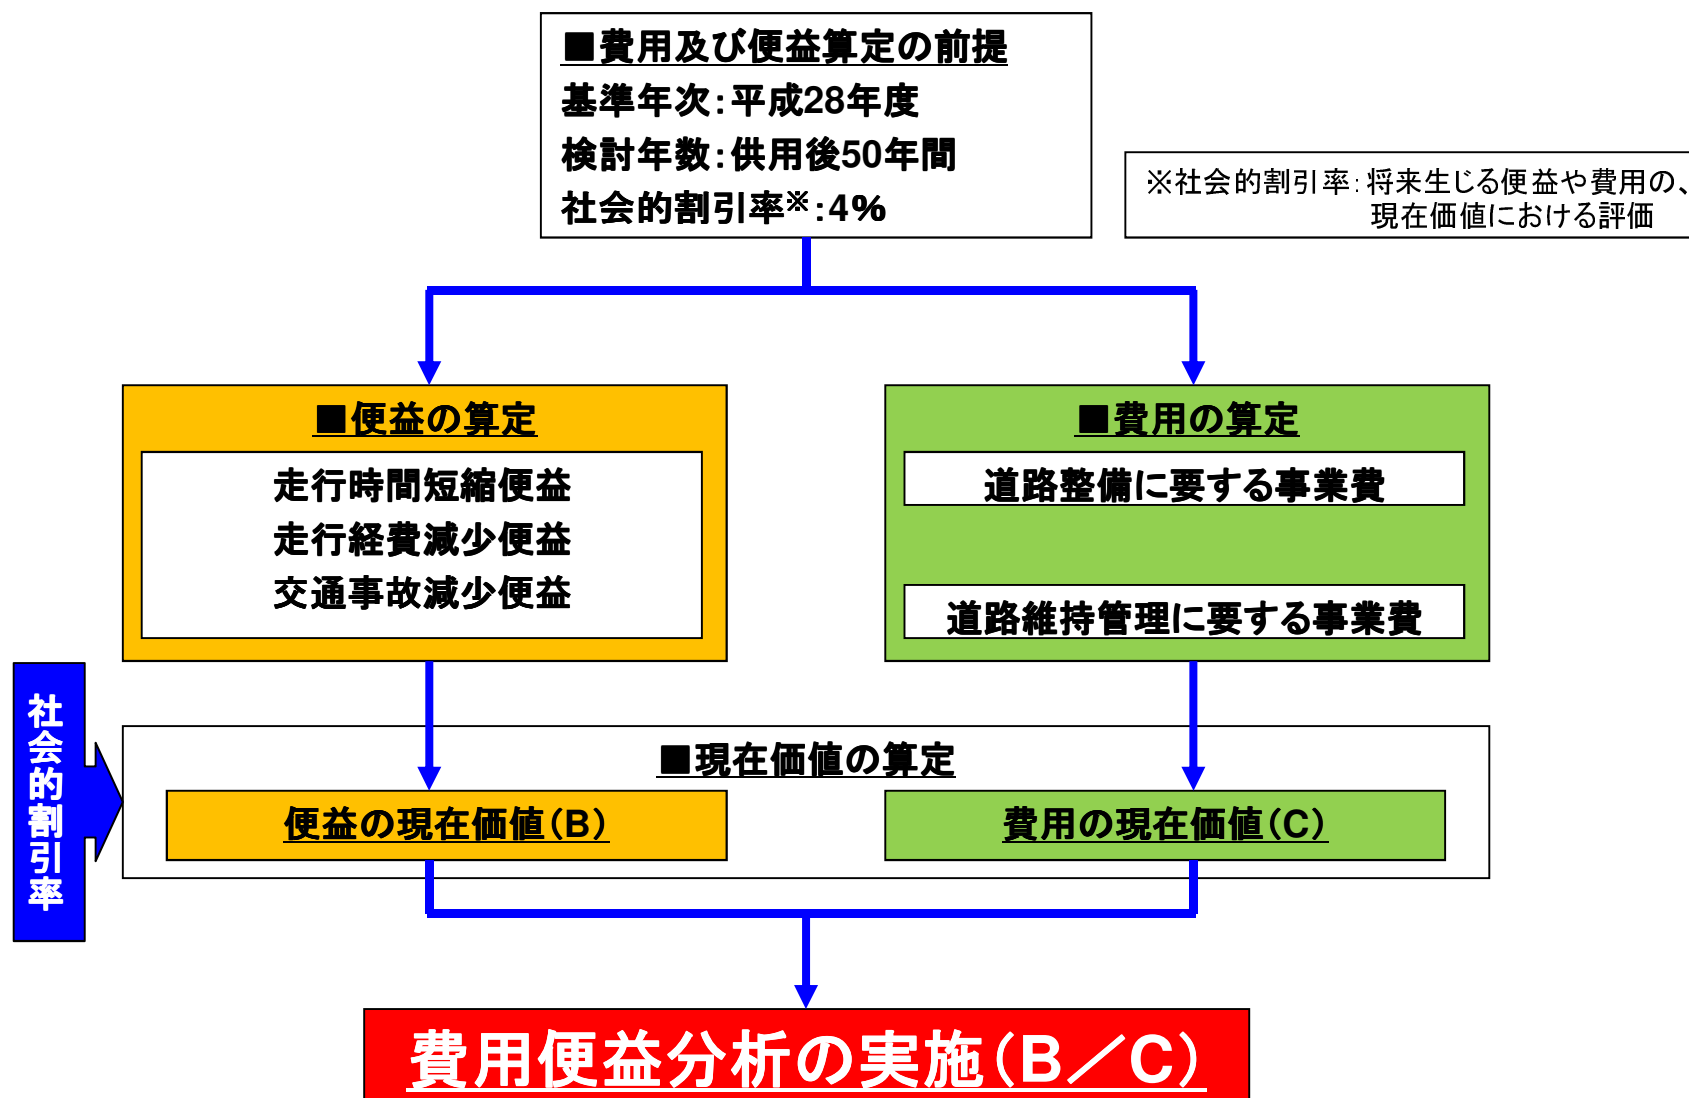 ■費用及び便益算定の前提
基準年次：平成28年度
検討年数：供用後50年間
社会的割引率※：4%
※社会的割引率：将来生じる便益や費用の、
現在価値における評価
■便益の算定
走行時間短縮便益
走行経費減少便益
交通事故減少便益
■費用の算定
道路整備に要する事業費
道路維持管理に要する事業費
社会的割引率
■現在価値の算定
便益の現在価値（B）
費用の現在価値（C）
費用便益分析の実施（B／C）